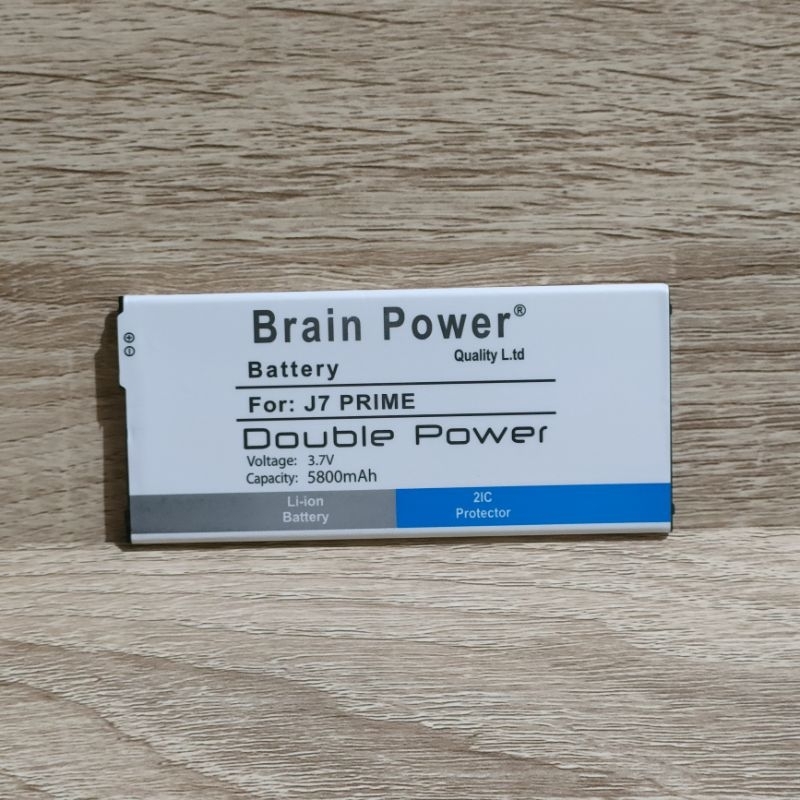 Brain Power®
Quality L.td
Battery
For: J7 PRIME
Double Power
Voltage: 3.7V
Capacity: 5800mAh
Li-ion
Battery
2IC
Protector